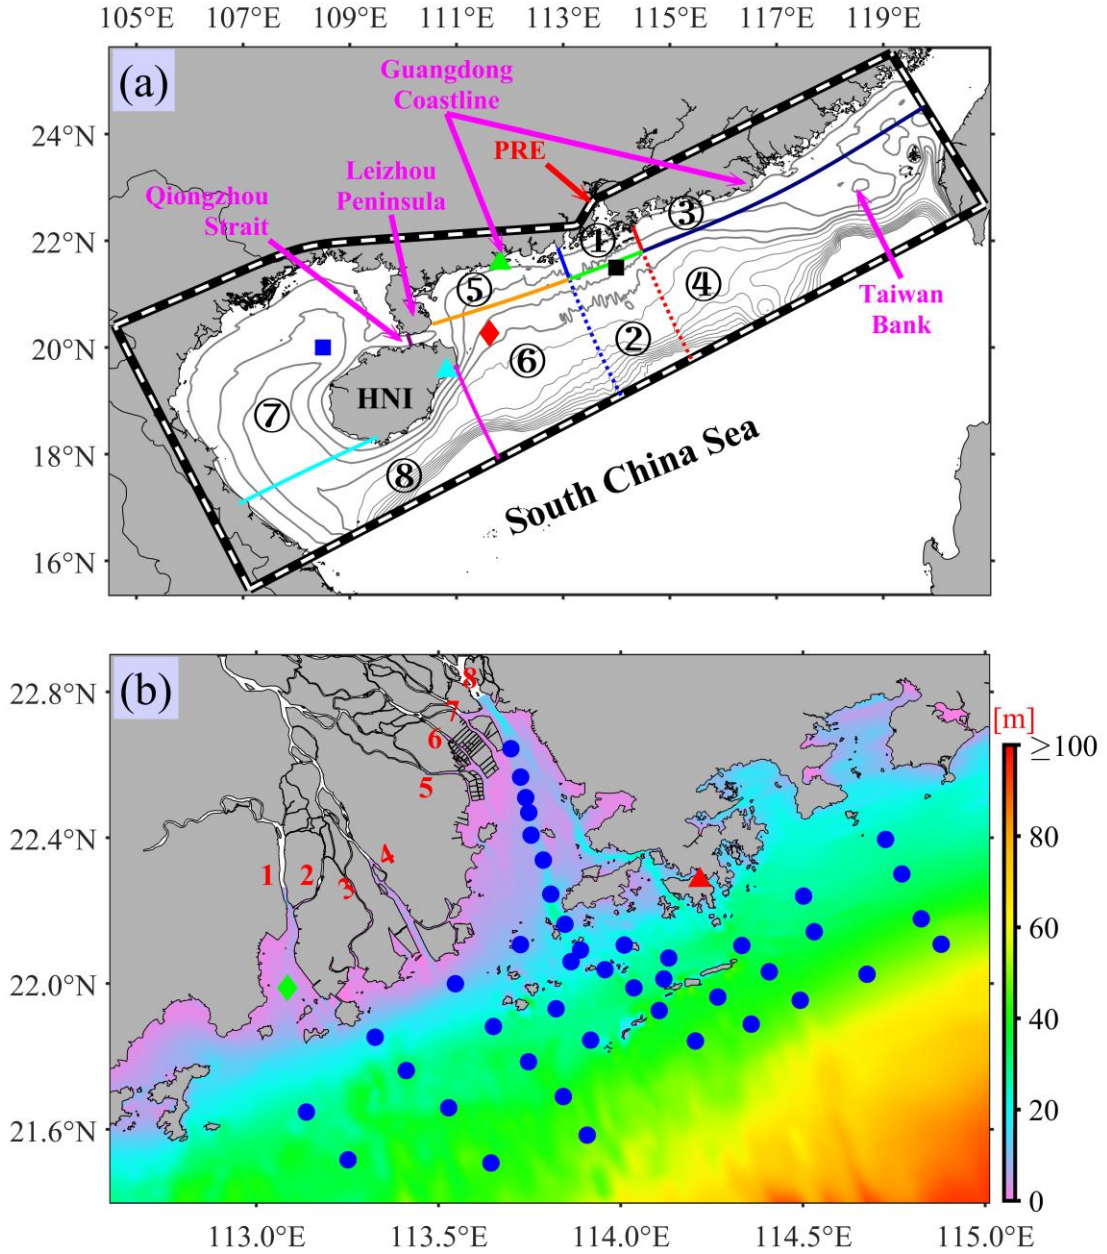 105°E 107°E 109°E 111°E 113°E 115°E 117°E 119°E
(a)
Guangdong
Coastline
24°N
PRE
Leizhou
Peninsula
Qiongzhou
Strait
③
22°N
①
⑤
④
Taiwan
Bank
20°N
②
⑥
HNI
⑦
18°N
⑧
South China Sea
16°N
(b)
22.8°N
8
7
[m]
6
≥100
5
80
22.4°N
4
1
2
3
60
22.0°N
40
20
21.6°N
0
113.0°E 113.5°E 114.0°E 114.5°E 115.0°E